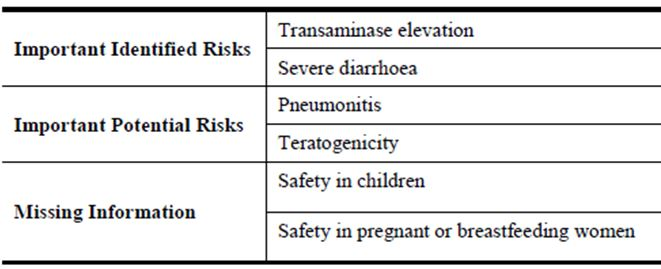 Important Identified Risks
Transaminase elevation
Severe diarrhoea
Important Potential Risks
Pneumonitis
Teratogenicity
Missing Information
Safety in children
Safety in pregnant or breastfeeding women